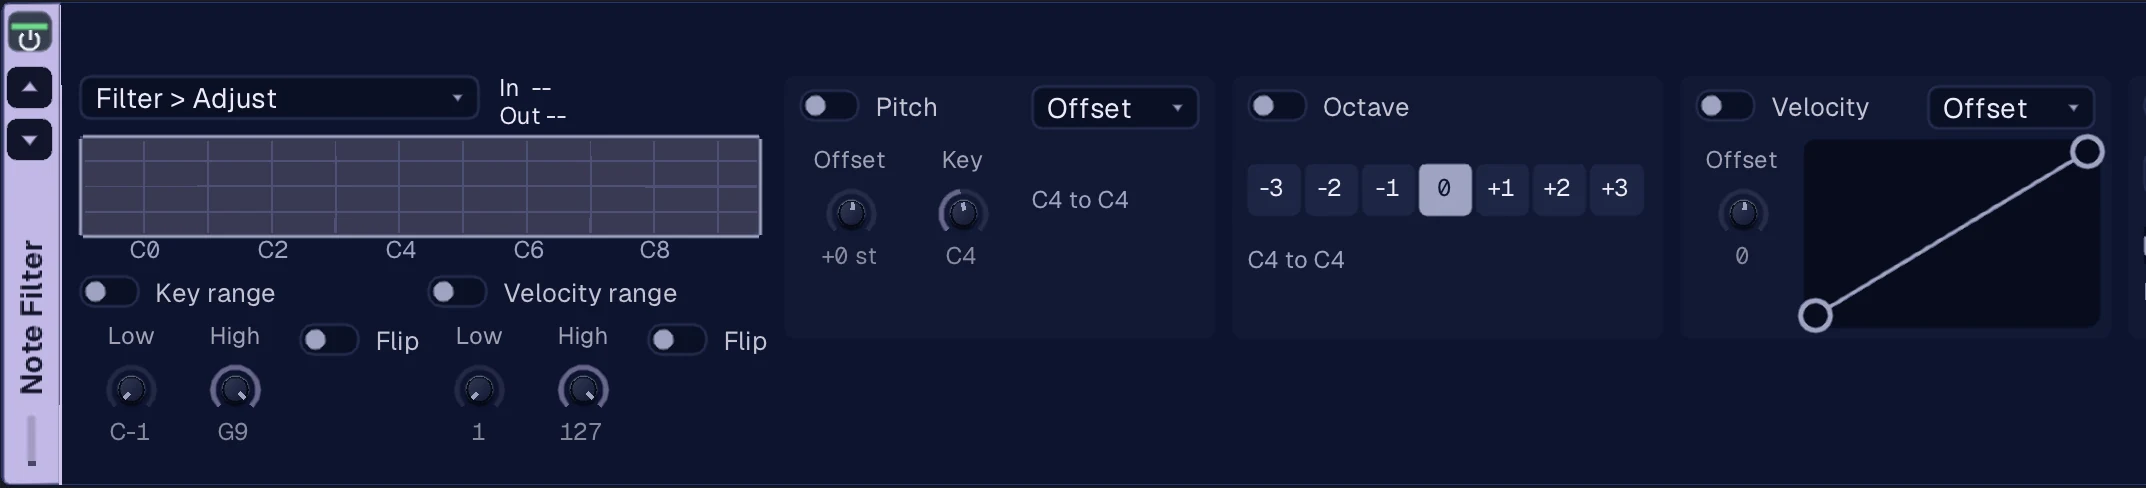 Note Filter
Filter > Adjust
In --
Out --
C0 C2 C4 C6 C8
Key range
Low High Flip
C-1 G9
Velocity range
Low High Flip
1 127
Pitch Offset
Offset Key
C4 to C4
+0 st C4
Octave
-3 -2 -1 0 +1 +2 +3
C4 to C4
Velocity Offset
Offset
0